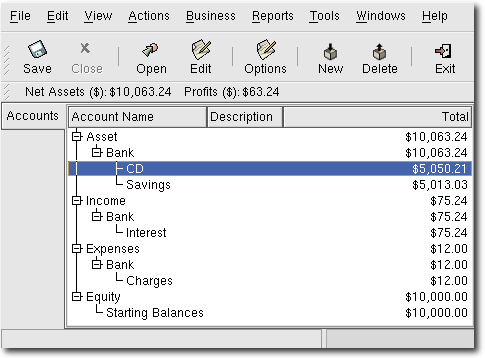 File Edit View Actions Business Reports Tools Windows Help
Save Close Open Edit Options New Delete Exit
Net Assets ($): $10,063.24 Profits ($): $63.24
Accounts Account Name Description Total
Asset $10,063.24
Bank $10,063.24
CD $5,050.21
Savings $5,013.03
Income $75.24
Bank $75.24
Interest $75.24
Expenses $12.00
Bank $12.00
Charges $12.00
Equity $10,000.00
Starting Balances $10,000.00